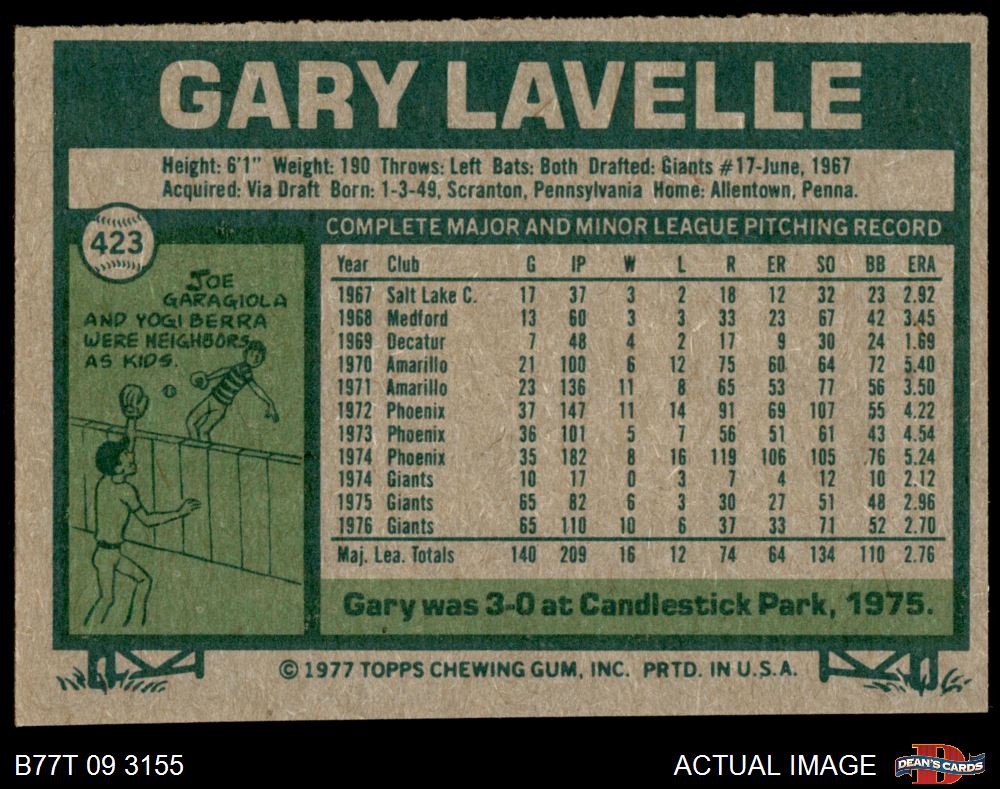 GARY LAVELLE
Height: 6'1" Weight: 190 Throws: Left Bats: Both Drafted: Giants #17-June, 1967
Acquired: Via Draft Born: 1-3-49, Scranton, Pennsylvania Home: Allentown, Penna.
423
JOE
GARAGIOLA
AND YOGI BERRA
WERE NEIGHBORS
AS KIDS.
COMPLETE MAJOR AND MINOR LEAGUE PITCHING RECORD
Year Club G IP W L R ER SO BB ERA
1967 Salt Lake C. 17 37 3 2 18 12 32 23 2.92
1968 Medford 13 60 3 3 33 23 67 42 3.45
1969 Decatur 7 48 4 2 17 9 30 24 1.69
1970 Amarillo 21 100 6 12 75 60 64 72 5.40
1971 Amarillo 23 136 11 8 65 53 77 56 3.50
1972 Phoenix 37 147 11 14 91 69 107 55 4.22
1973 Phoenix 36 101 5 7 56 51 61 43 4.54
1974 Phoenix 35 182 8 16 119 106 105 76 5.24
1974 Giants 10 17 0 3 7 4 12 10 2.12
1975 Giants 65 82 6 3 30 27 51 48 2.96
1976 Giants 65 110 10 6 37 33 71 52 2.70
Maj. Lea. Totals 140 209 16 12 74 64 134 110 2.76
Gary was 3-0 at Candlestick Park, 1975.
© 1977 TOPPS CHEWING GUM, INC. PRTD. IN U.S.A.
B77T 09 3155
ACTUAL IMAGE
D
DEAN'S CARDS